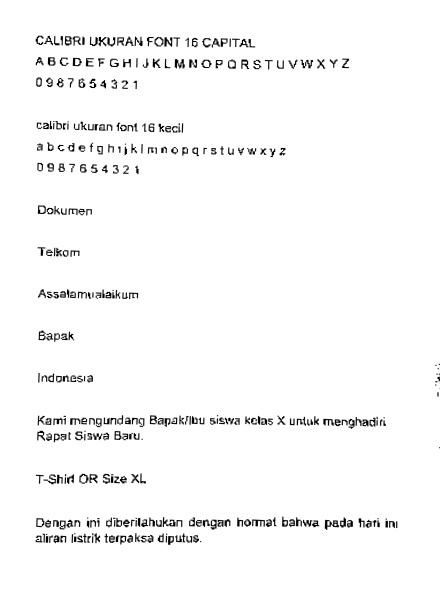 CALIBRI UKURAN FONT 16 CAPITAL
A B C D E F G H I J K L M N O P Q R S T U V W X Y Z
0 9 8 7 6 5 4 3 2 1
calibri ukuran font 16 kecil
a b c d e f g h i j k l m n o p q r s t u v w x y z
0 9 8 7 6 5 4 3 2 1
Dokumen
Telkom
Assalamualaikum
Bapak
Indonesia
Kami mengundang Bapak/Ibu siswa kelas X untuk menghadiri
Rapat Siswa Baru.
T-Shirt OR Size XL
Dengan ini diberilahukan dengan hormat bahwa pada hari ini
aliran listrik terpaksa diputus.